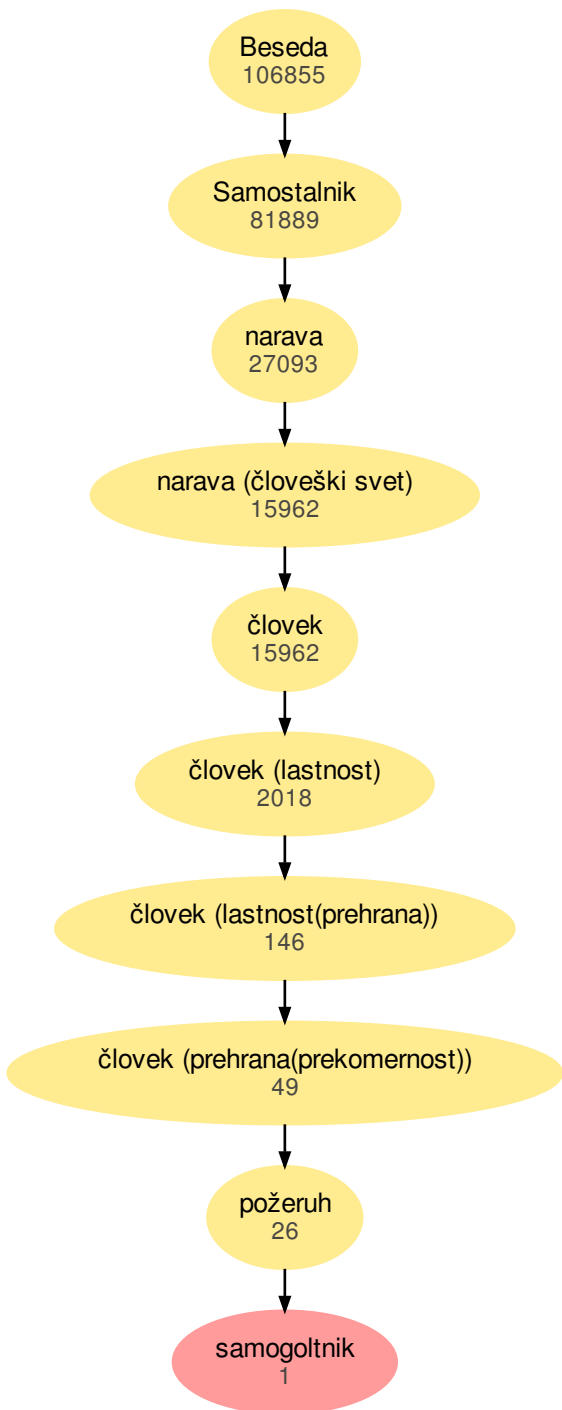 Beseda
106855
Samostalnik
81889
narava
27093
narava (človeški svet)
15962
človek
15962
človek (lastnost)
2018
človek (lastnost(prehrana))
146
človek (prehrana(prekomernost))
49
požeruh
26
samogoltnik
1